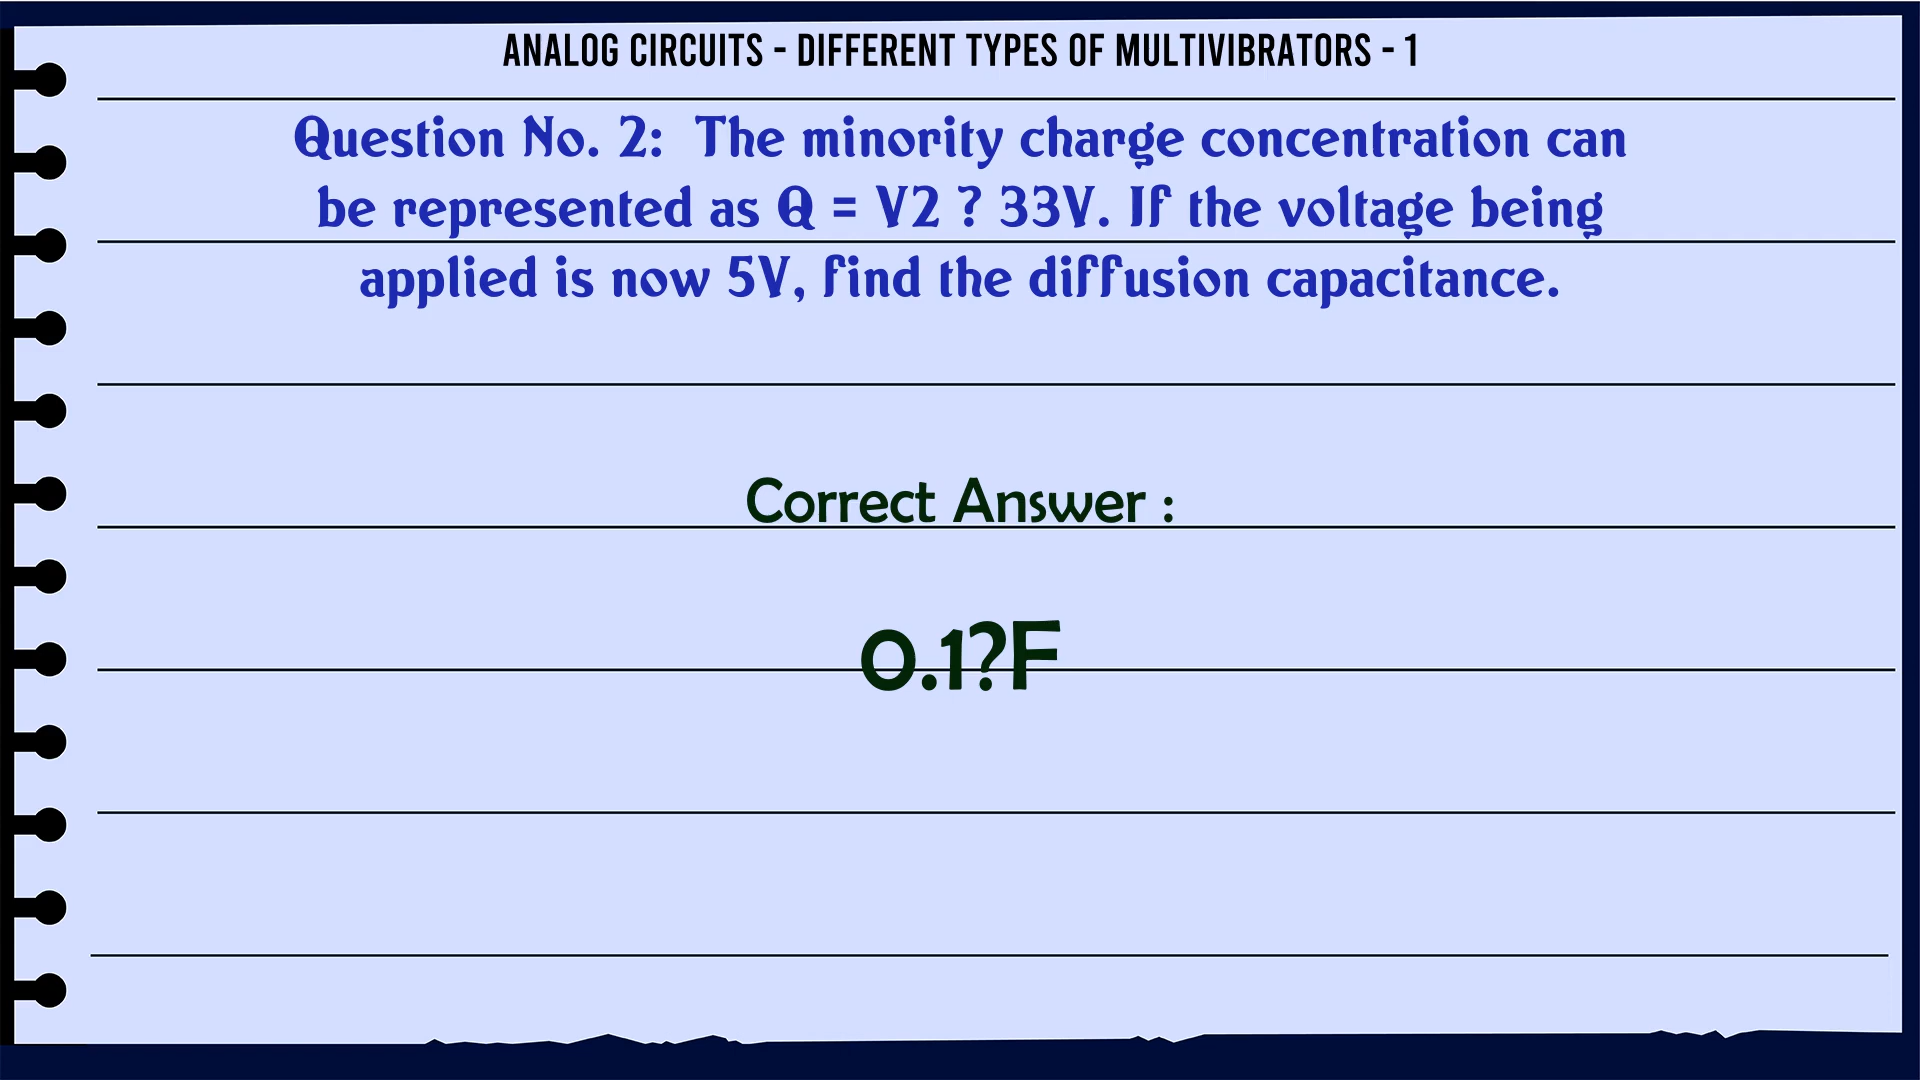 ANALOG CIRCUITS - DIFFERENT TYPES OF MULTIVIBRATORS - 1
Question No. 2: The minority charge concentration can
be represented as Q = V2 ? 33V. If the voltage being
applied is now 5V, find the diffusion capacitance.
Correct Answer :
0.1?F